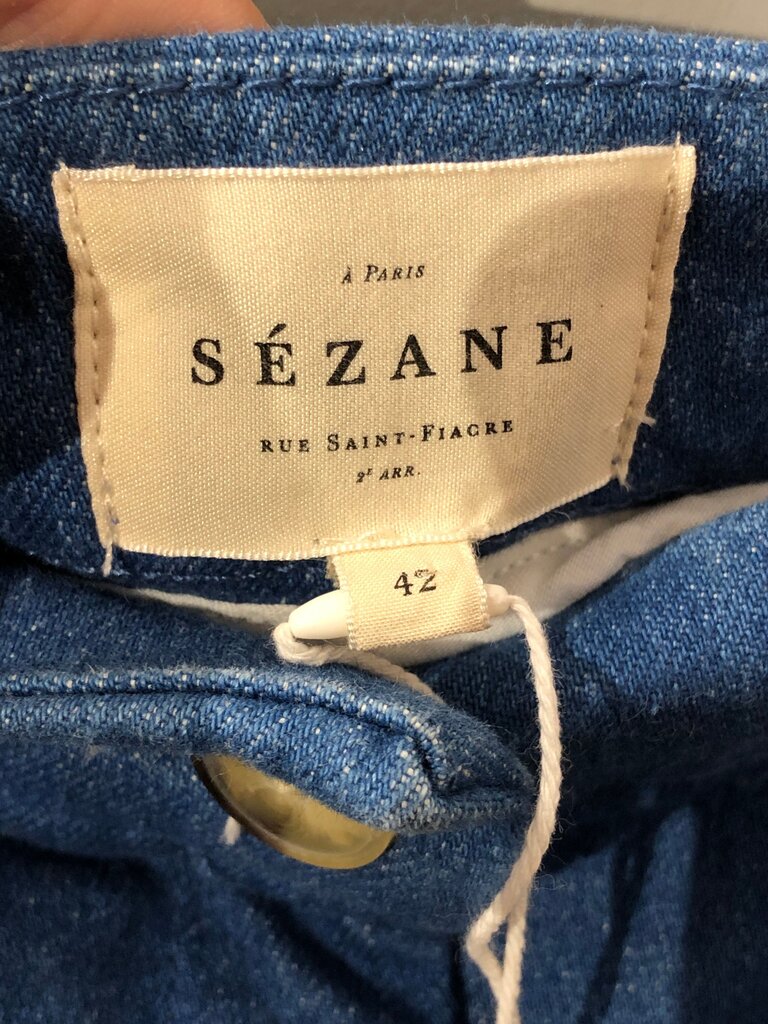 À PARIS
SÉZANE
RUE SAINT-FIACRE
2E ARR.
42